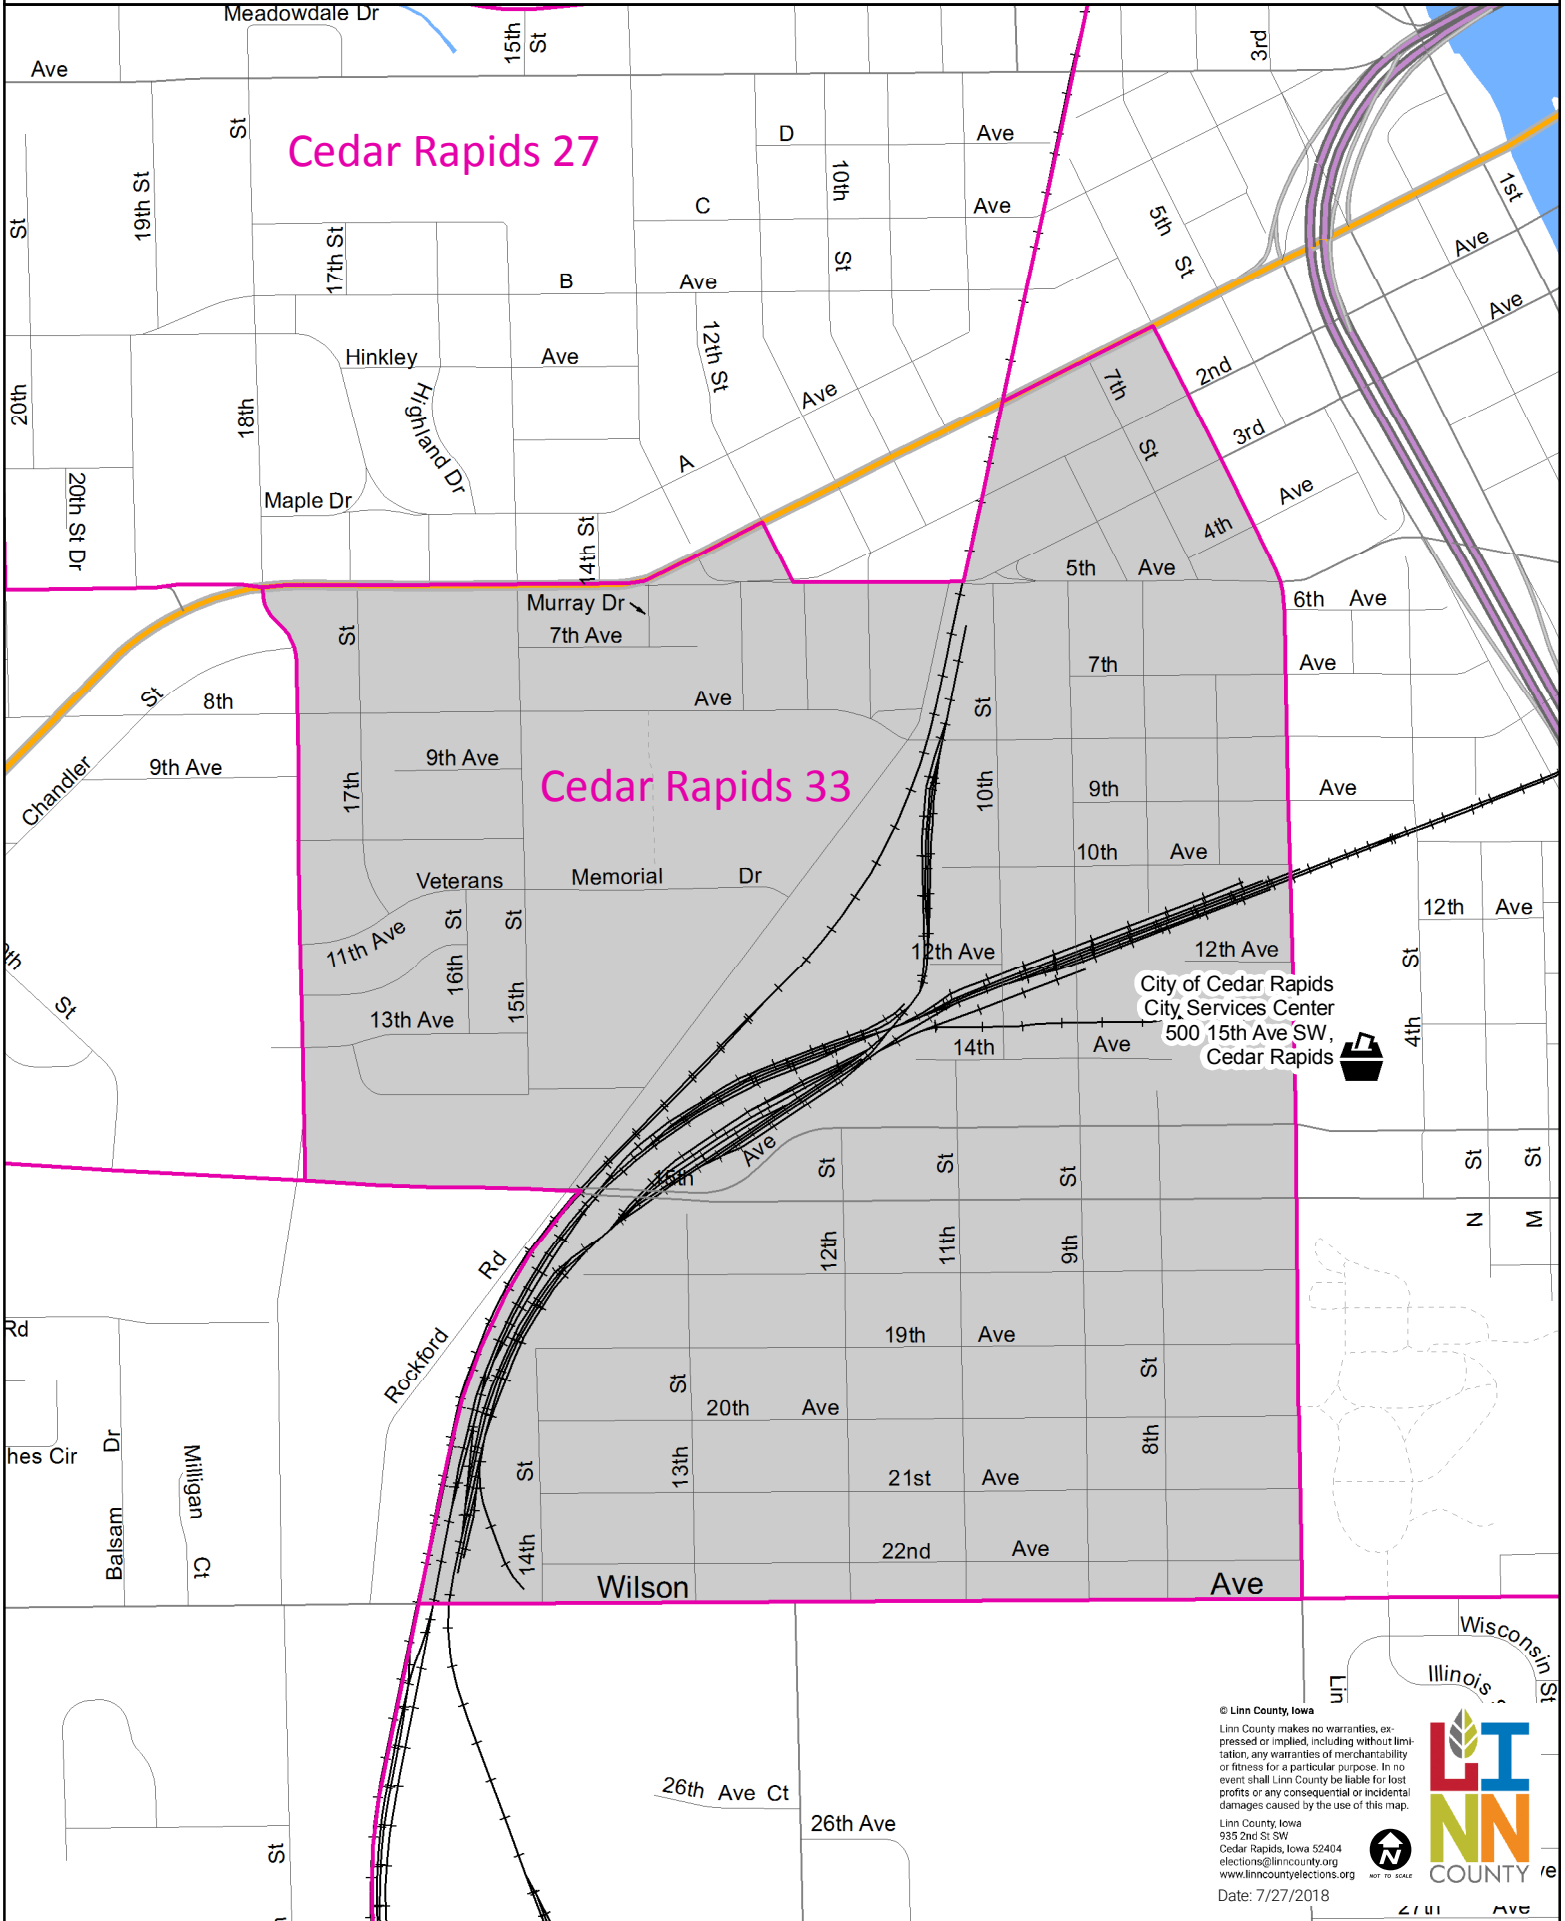 Meadowdale Dr
15th
St
3rd
Ave
St
Cedar Rapids 27
D
Ave
10th
St
19th St
C
Ave
1st
5th
St
St
17th St
B
Ave
Ave
Ave
Hinkley
Ave
12th St
2nd
7th
St
Highland Dr
Ave
20th
18th
3rd
A
Ave
20th St Dr
Maple Dr
14th St
4th
5th
Ave
6th
Ave
Murray Dr
St
7th Ave
7th
Ave
St
8th
Ave
St
9th Ave
9th Ave
Cedar Rapids 33
Chandler
17th
10th
9th
Ave
10th
Ave
Veterans
Memorial
Dr
11th Ave
St
St
12th
Ave
12th Ave
12th Ave
St
16th
15th
St
City of Cedar Rapids
City Services Center
500 15th Ave SW,
Cedar Rapids
13th Ave
14th
Ave
4th
15th
Ave
St
St
St
St
St
12th
11th
9th
N
M
Rd
Rockford
Rd
19th
Ave
St
St
20th
Ave
hes Cir
Dr
Balsam
Milligan
Ct
St
14th
13th
8th
21st
Ave
22nd
Ave
Wilson
Ave
Wisconsin
St
Illinois
Lin
26th Ave Ct
26th Ave
St
© Linn County, Iowa
Linn County makes no warranties, ex-
pressed or implied, including without limi-
tation, any warranties of merchantability
or fitness for a particular purpose. In no
event shall Linn County be liable for lost
profits or any consequential or incidental
damages caused by the use of this map.
Linn County, Iowa
935 2nd St SW
Cedar Rapids, Iowa 52404
elections@linncounty.org
www.linncountyelections.org
Date: 7/27/2018
N
NOT TO SCALE
LINN
COUNTY
27th
Ave